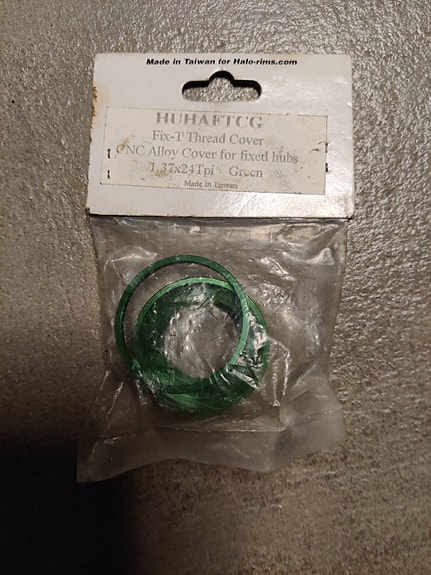 Made in Taiwan for Halo-rims.com
HUHAFTCG
Fix-T Thread Cover
CNC Alloy Cover for fixed hubs
1.37x24Tpi Green
Made in Taiwan